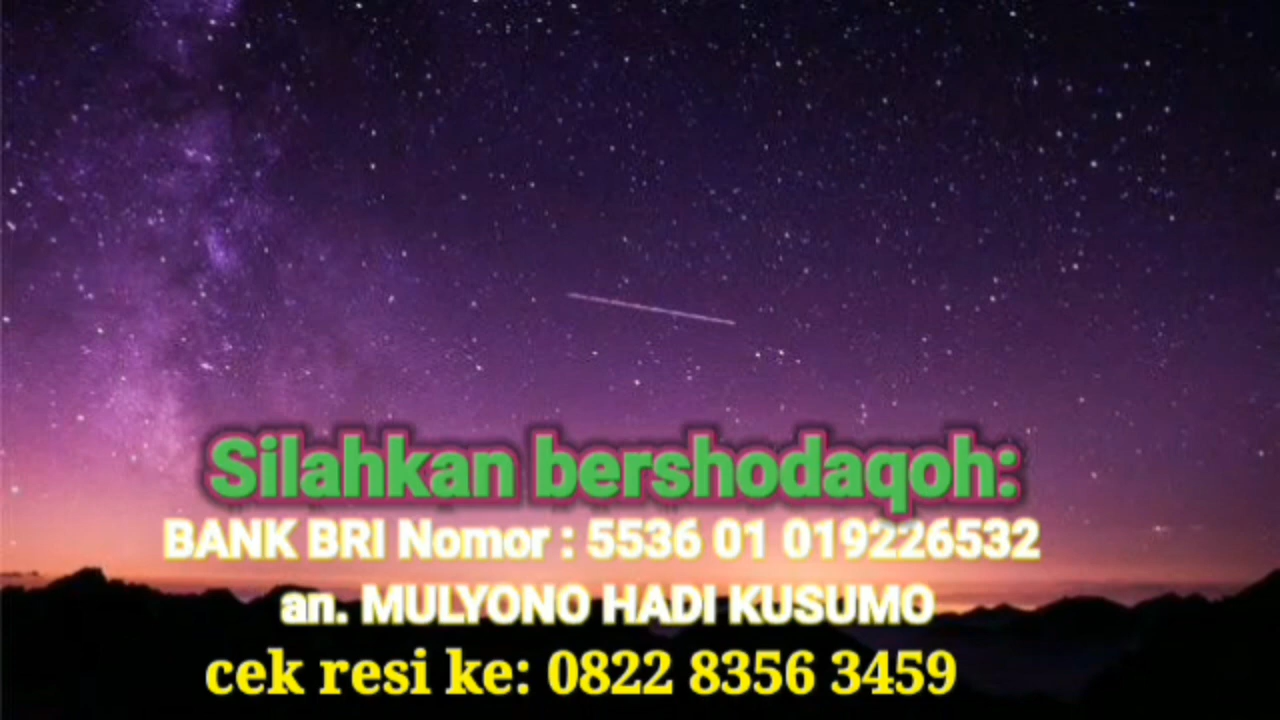 Silahkan bershodaqoh:
BANK BRI Nomor : 5536 01 019226532
an. MULYONO HADI KUSUMO
cek resi ke: 0822 8356 3459